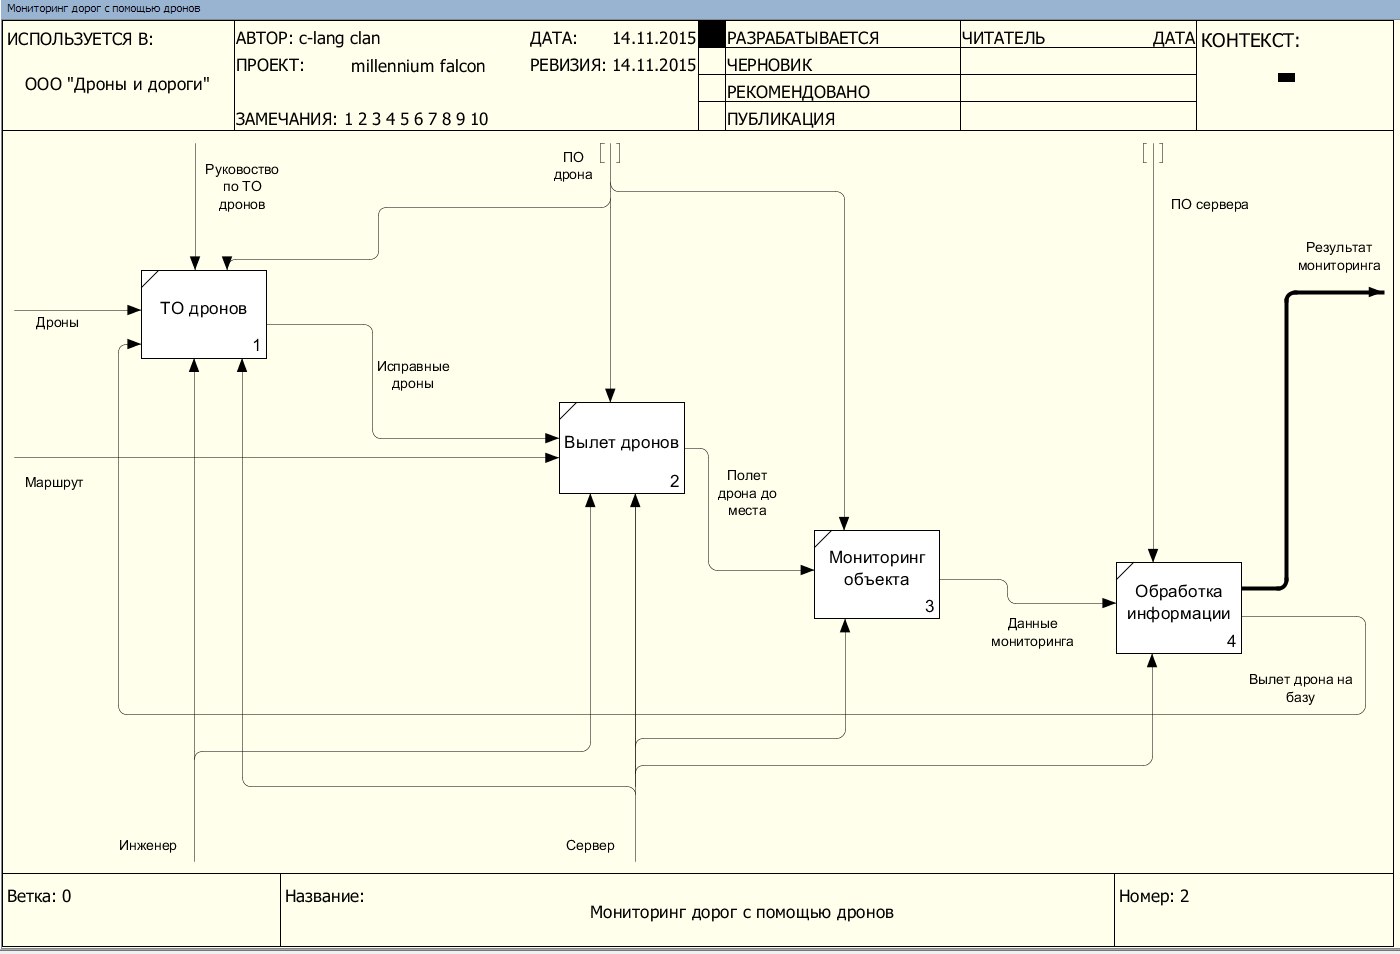 Мониторинг дорог с помощью дронов
ИСПОЛЬЗУЕТСЯ В:
ООО "Дроны и дороги"
АВТОР: c-lang clan
ДАТА: 14.11.2015
ПРОЕКТ: millennium falcon
РЕВИЗИЯ: 14.11.2015
ЗАМЕЧАНИЯ: 1 2 3 4 5 6 7 8 9 10
РАЗРАБАТЫВАЕТСЯ
ЧЕРНОВИК
РЕКОМЕНДОВАНО
ПУБЛИКАЦИЯ
ЧИТАТЕЛЬ
ДАТА
КОНТЕКСТ:
Руковоство
по ТО
дронов
ПО
дрона
ПО сервера
Результат
мониторинга
ТО дронов
1
Дроны
Исправные
дроны
Вылет дронов
2
Маршрут
Полет
дрона до
места
Мониторинг
объекта
3
Данные
мониторинга
Обработка
информации
4
Вылет дрона на
базу
Инженер
Сервер
Ветка: 0
Название:
Мониторинг дорог с помощью дронов
Номер: 2